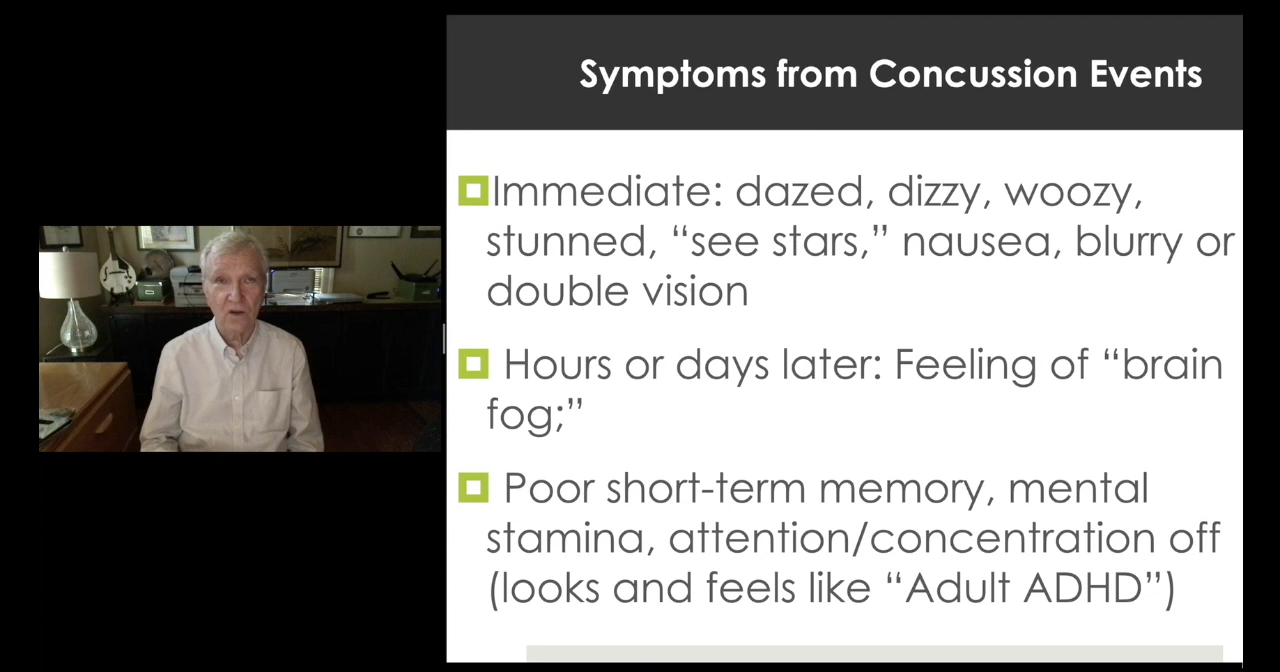 Symptoms from Concussion Events
Immediate: dazed, dizzy, woozy,
stunned, “see stars,” nausea, blurry or
double vision
Hours or days later: Feeling of “brain
fog;”
Poor short-term memory, mental
stamina, attention/concentration off
(looks and feels like “Adult ADHD”)